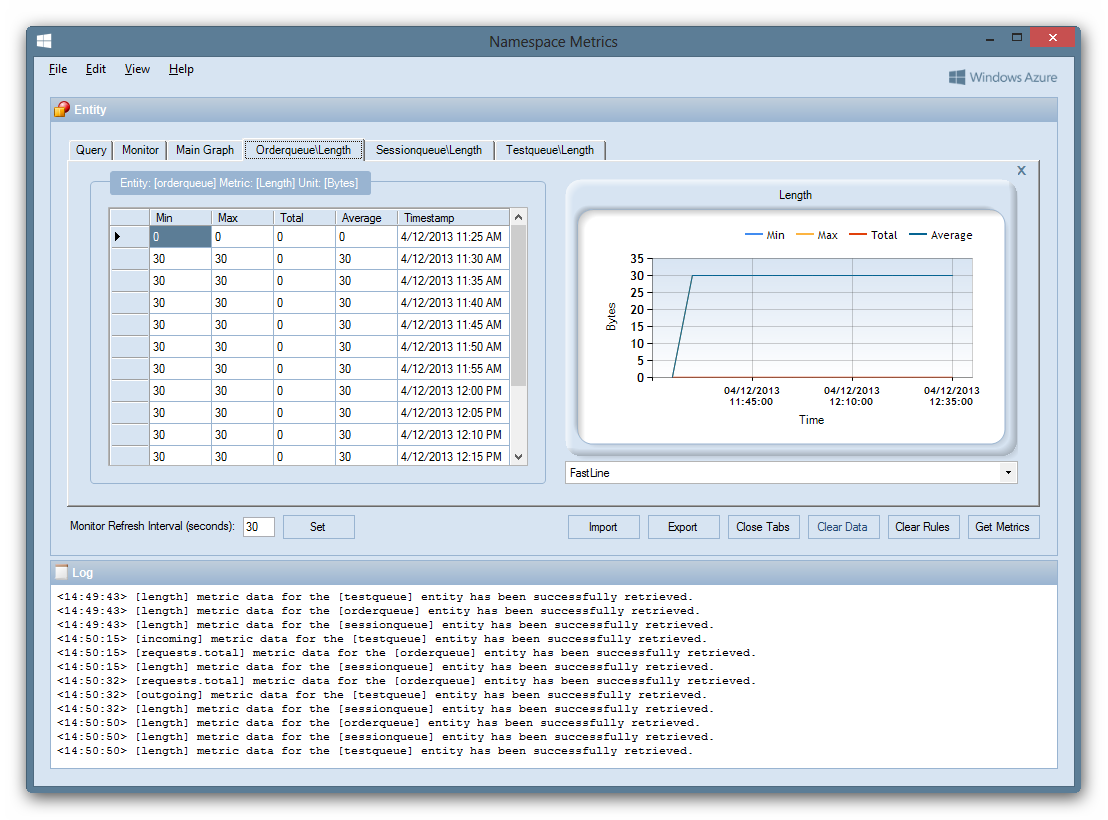 Namespace Metrics
File Edit View Help
Windows Azure
Entity
Query Monitor Main Graph Orderqueue\Length Sessionqueue\Length Testqueue\Length
X
Entity: [orderqueue] Metric: [Length] Unit: [Bytes]
Min Max Total Average Timestamp
0 0 0 0 4/12/2013 11:25 AM
30 30 0 30 4/12/2013 11:30 AM
30 30 0 30 4/12/2013 11:35 AM
30 30 0 30 4/12/2013 11:40 AM
30 30 0 30 4/12/2013 11:45 AM
30 30 0 30 4/12/2013 11:50 AM
30 30 0 30 4/12/2013 11:55 AM
30 30 0 30 4/12/2013 12:00 PM
30 30 0 30 4/12/2013 12:05 PM
30 30 0 30 4/12/2013 12:10 PM
30 30 0 30 4/12/2013 12:15 PM
Length
Min Max Total Average
35
30
25
20
15
10
5
0
Bytes
04/12/2013 04/12/2013 04/12/2013
11:45:00 12:10:00 12:35:00
Time
FastLine
Monitor Refresh Interval (seconds): 30 Set Import Export Close Tabs Clear Data Clear Rules Get Metrics
Log
<14:49:43> [length] metric data for the [testqueue] entity has been successfully retrieved.
<14:49:43> [length] metric data for the [orderqueue] entity has been successfully retrieved.
<14:49:43> [length] metric data for the [sessionqueue] entity has been successfully retrieved.
<14:50:15> [incoming] metric data for the [testqueue] entity has been successfully retrieved.
<14:50:15> [requests.total] metric data for the [orderqueue] entity has been successfully retrieved.
<14:50:15> [length] metric data for the [sessionqueue] entity has been successfully retrieved.
<14:50:32> [requests.total] metric data for the [orderqueue] entity has been successfully retrieved.
<14:50:32> [outgoing] metric data for the [testqueue] entity has been successfully retrieved.
<14:50:32> [length] metric data for the [sessionqueue] entity has been successfully retrieved.
<14:50:50> [length] metric data for the [orderqueue] entity has been successfully retrieved.
<14:50:50> [length] metric data for the [sessionqueue] entity has been successfully retrieved.
<14:50:50> [length] metric data for the [testqueue] entity has been successfully retrieved.